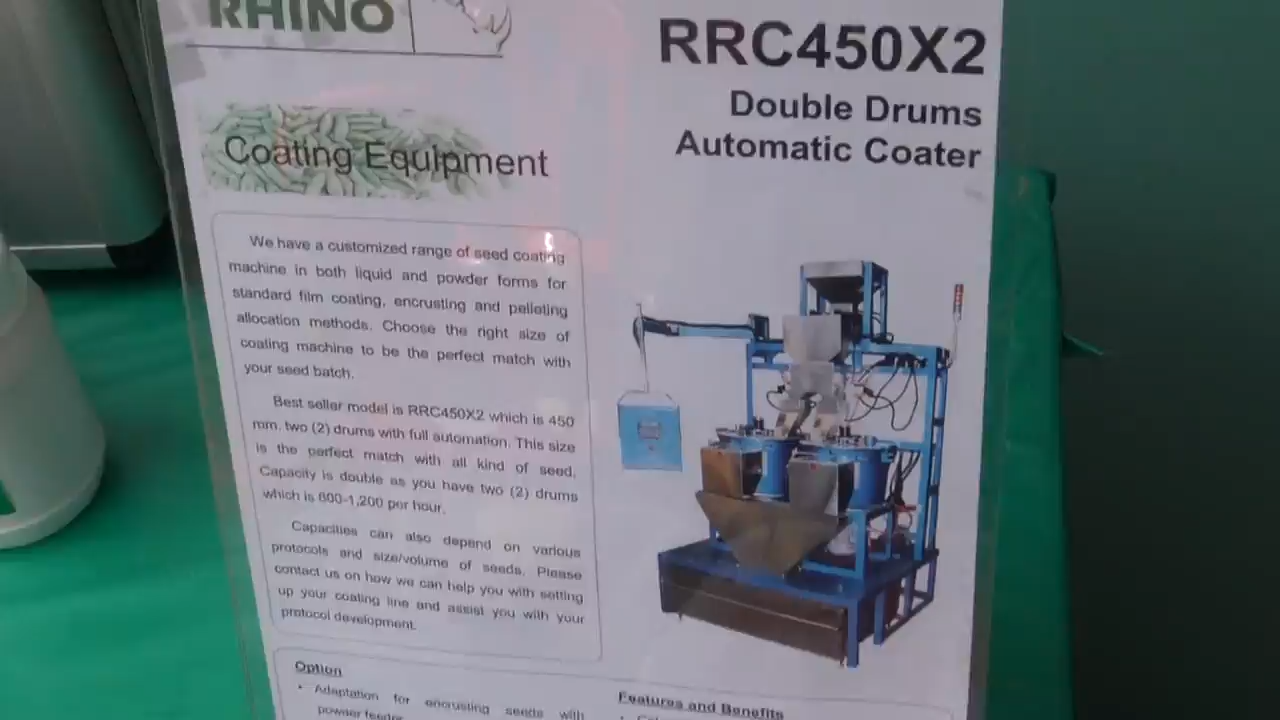 RHINO
RRC450X2
Double Drums
Automatic Coater
Coating Equipment
We have a customized range of seed coating
machine in both liquid and powder forms for
standard film coating, encrusting and pelleting
allocation methods. Choose the right size of
coating machine to be the perfect match with
your seed batch.
Best seller model is RRC450X2 which is 450
mm. two (2) drums with full automation. This size
is the perfect match with all kind of seed.
Capacity is double as you have two (2) drums
which is 800-1,200 per hour.
Capacities can also depend on various
protocols and size/volume of seeds. Please
contact us on how we can help you with setting
up your coating line and assist you with your
protocol development.
Option
• Adaptation for encrusting seeds with
powder feeder
Features and Benefits